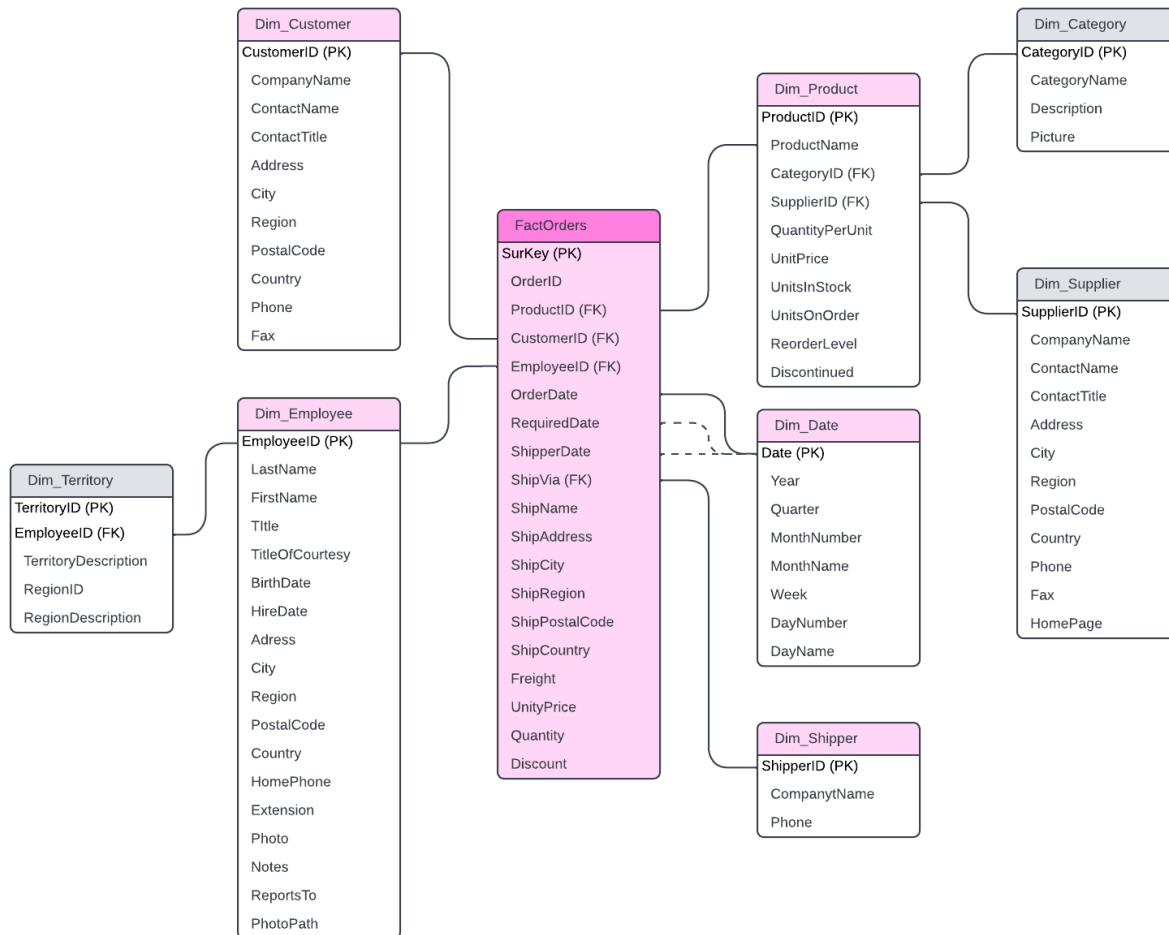 Dim_Customer
CustomerID (PK)
CompanyName
ContactName
ContactTitle
Address
City
Region
PostalCode
Country
Phone
Fax
Dim_Territory
TerritoryID (PK)
EmployeeID (FK)
TerritoryDescription
RegionID
RegionDescription
Dim_Employee
EmployeeID (PK)
LastName
FirstName
TItle
TitleOfCourtesy
BirthDate
HireDate
Adress
City
Region
PostalCode
Country
HomePhone
Extension
Photo
Notes
ReportsTo
PhotoPath
FactOrders
SurKey (PK)
OrderID
ProductID (FK)
CustomerID (FK)
EmployeeID (FK)
OrderDate
RequiredDate
ShipperDate
ShipVia (FK)
ShipName
ShipAddress
ShipCity
ShipRegion
ShipPostalCode
ShipCountry
Freight
UnityPrice
Quantity
Discount
Dim_Product
ProductID (PK)
ProductName
CategoryID (FK)
SupplierID (FK)
QuantityPerUnit
UnitPrice
UnitsInStock
UnitsOnOrder
ReorderLevel
Discontinued
Dim_Date
Date (PK)
Year
Quarter
MonthNumber
MonthName
Week
DayNumber
DayName
Dim_Shipper
ShipperID (PK)
CompanytName
Phone
Dim_Category
CategoryID (PK)
CategoryName
Description
Picture
Dim_Supplier
SupplierID (PK)
CompanyName
ContactName
ContactTitle
Address
City
Region
PostalCode
Country
Phone
Fax
HomePage